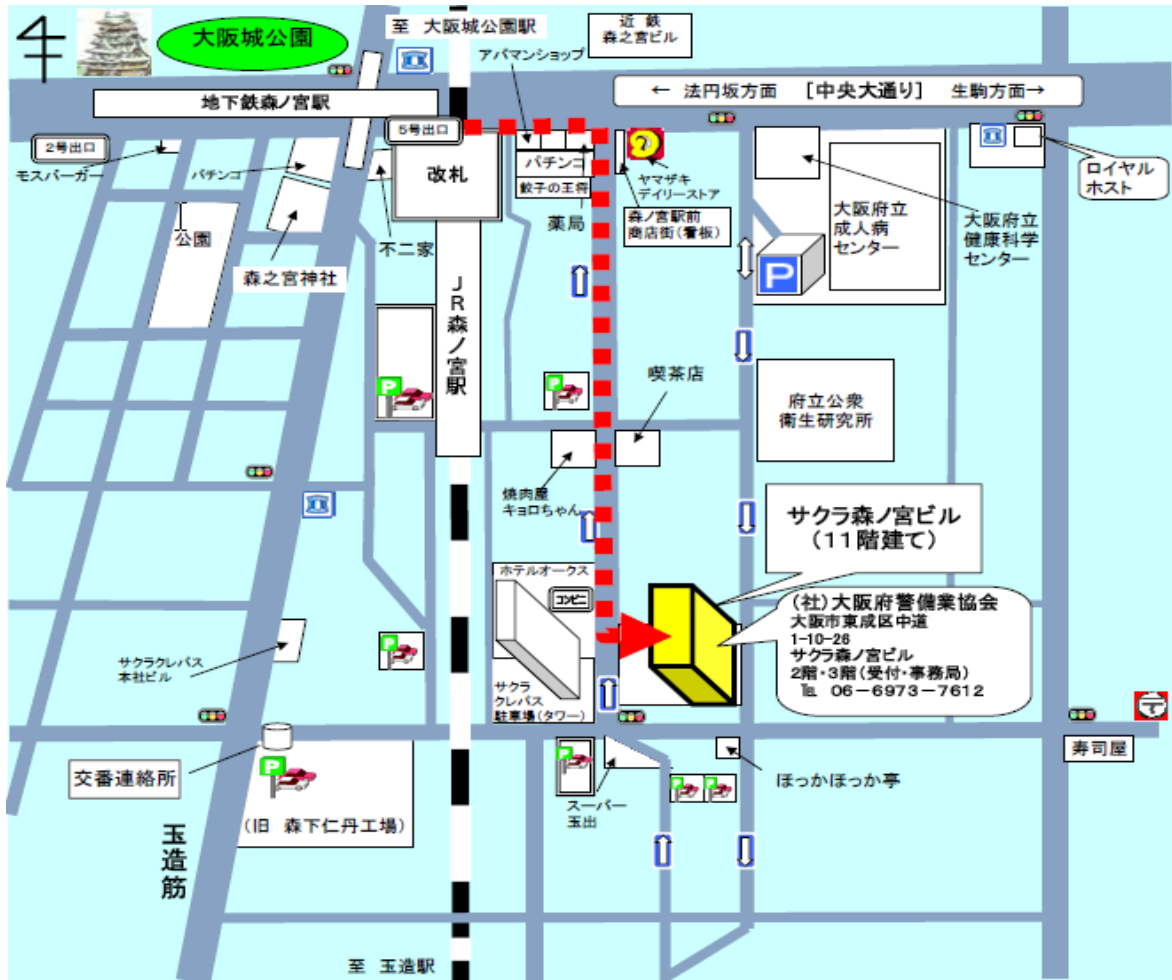 大阪城公園
至 大阪城公園駅
近 鉄
森之宮ビル
アパマンショップ
← 法円坂方面 [中央大通り] 生駒方面→
地下鉄森ノ宮駅
5号出口
2号出口
モスバーガー
パチンコ
改札
パチンコ
餃子の王将
薬局
ヤマザキ
デイリーストア
森ノ宮駅前
商店街(看板)
ロイヤル
ホスト
大阪府立
成人病
センター
大阪府立
健康科学
センター
公園
不二家
森之宮神社
P
JR森ノ宮駅
P
P
喫茶店
府立公衆
衛生研究所
焼肉屋
キョロちゃん
サクラ森ノ宮ビル
(11階建て)
ホテルオークス
コンビニ
(社)大阪府警備業協会
大阪市東成区中道
1-10-26
サクラ森ノ宮ビル
2階・3階(受付・事務局)
℡ 06-6973-7612
サクラクレパス
本社ビル
P
サクラ
クレパス
駐車場(タワー)
〒
寿司屋
交番連絡所
P
(旧 森下仁丹工場)
P
スーパー
玉出
P
P
ほっかほっか亭
玉造筋
至 玉造駅